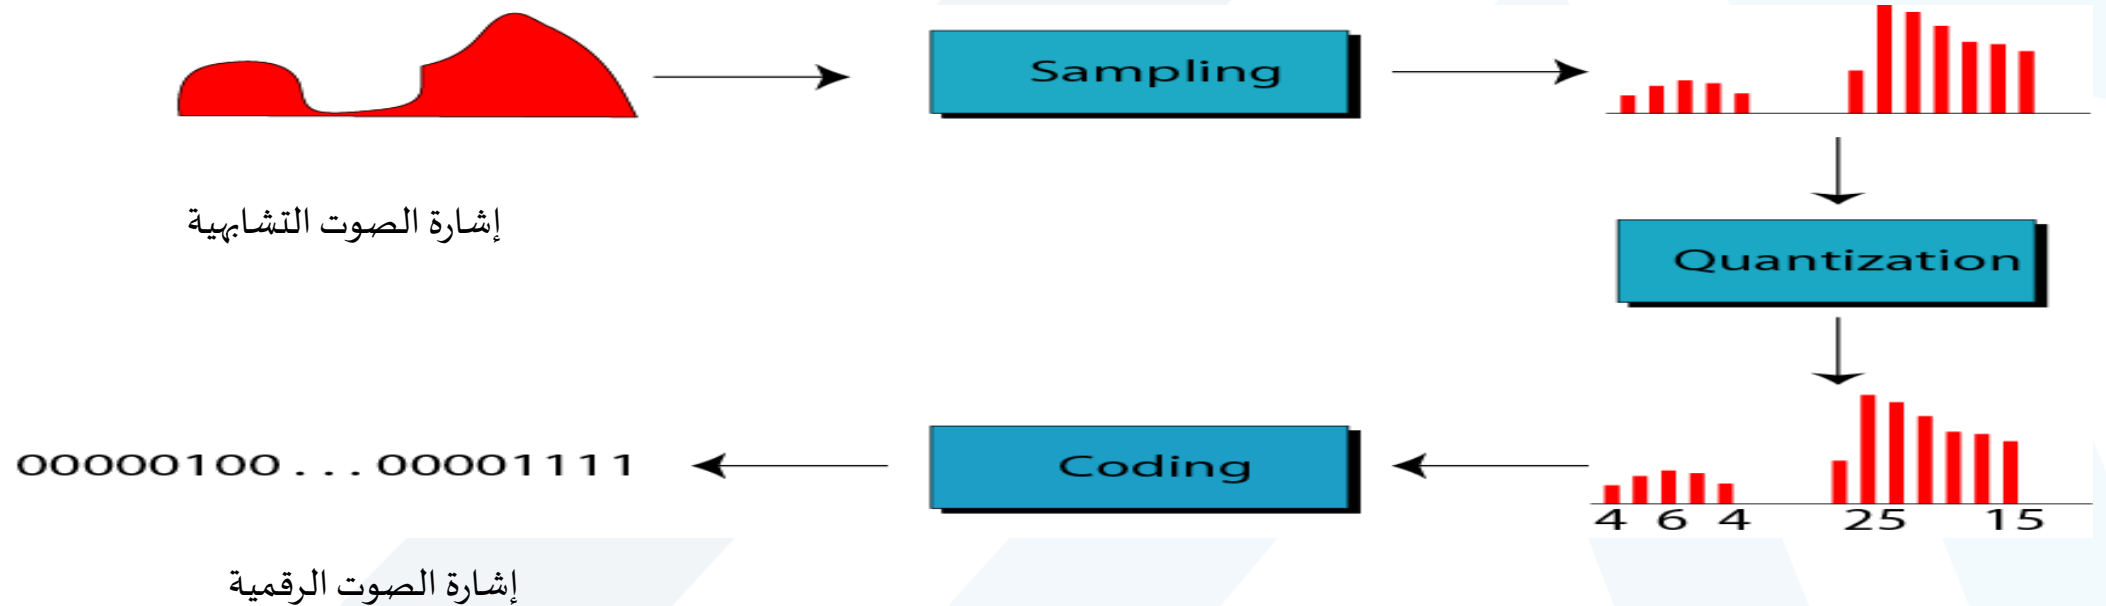 Sampling
إشارة الصوت التشابهية
Quantization
00000100...00001111
Coding
4 6 4 25 15
إشارة الصوت الرقمية